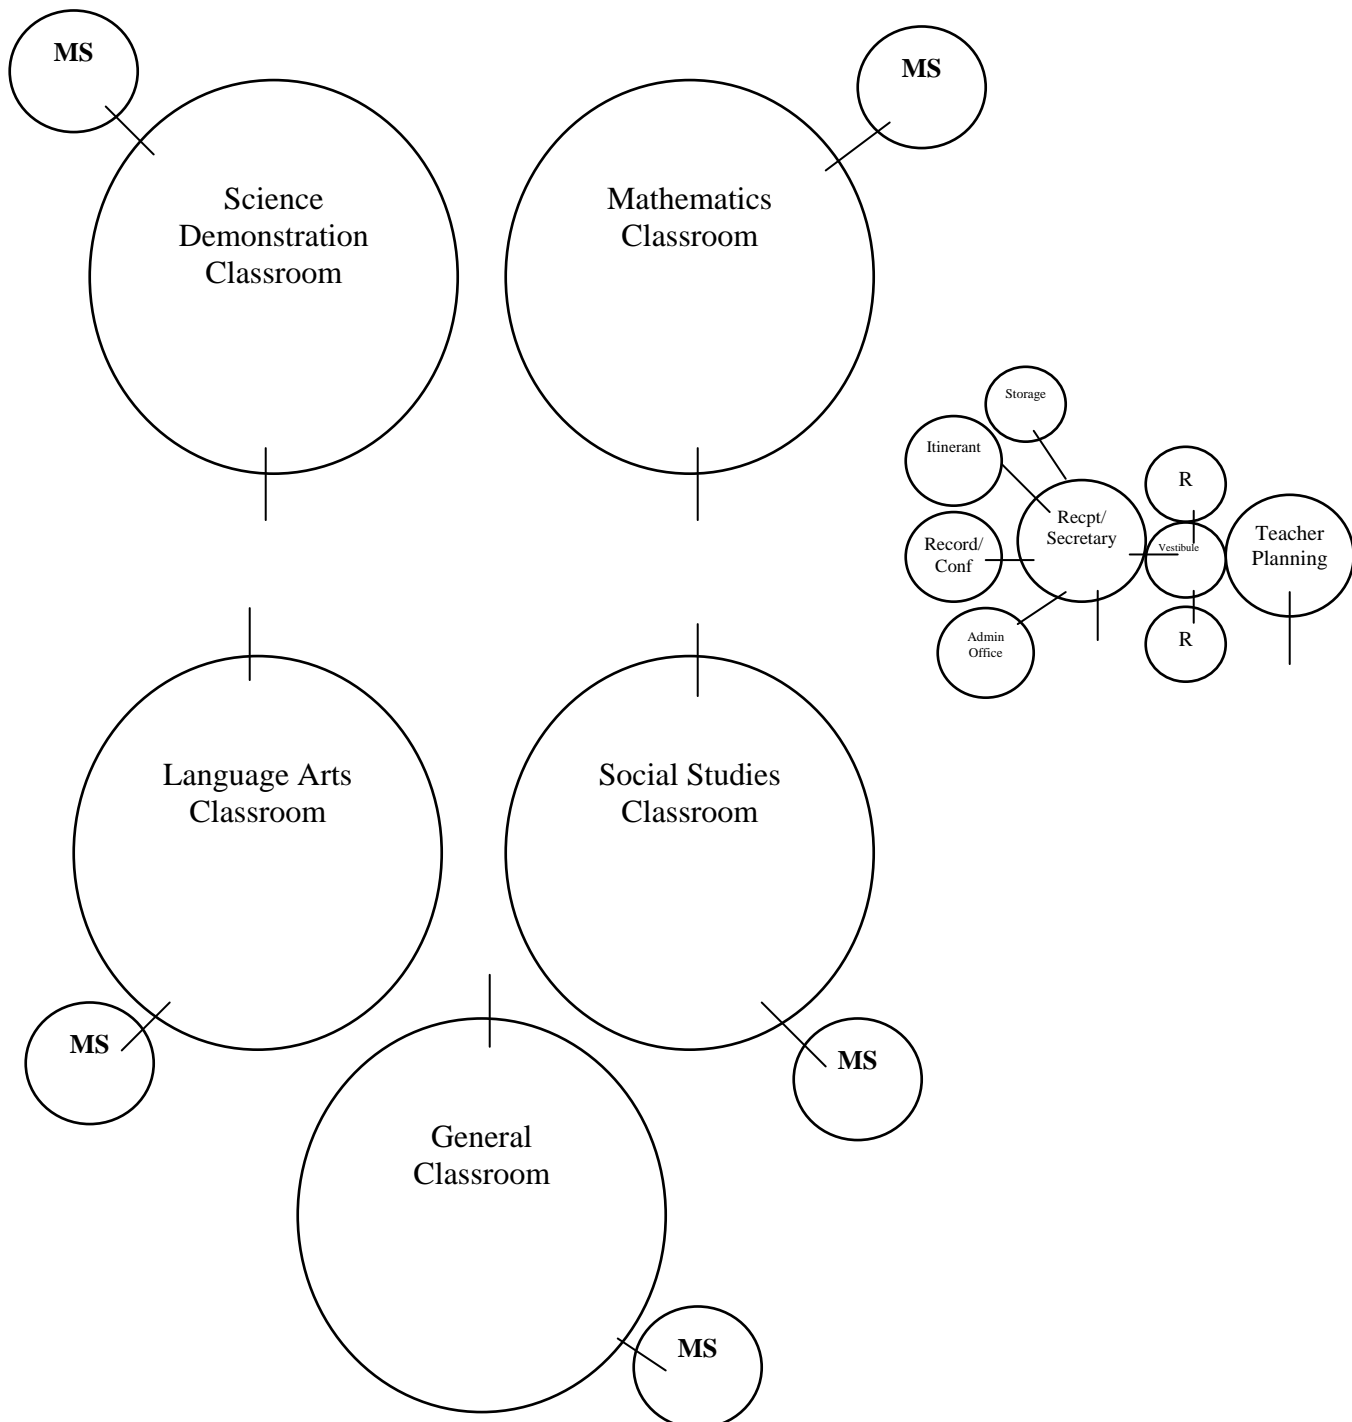 MS
MS
Science
Demonstration
Classroom
Mathematics
Classroom
Storage
Itinerant
R
Recpt/
Secretary
Record/
Conf
Vestibule
Teacher
Planning
Admin
Office
R
Language Arts
Classroom
Social Studies
Classroom
MS
MS
General
Classroom
MS